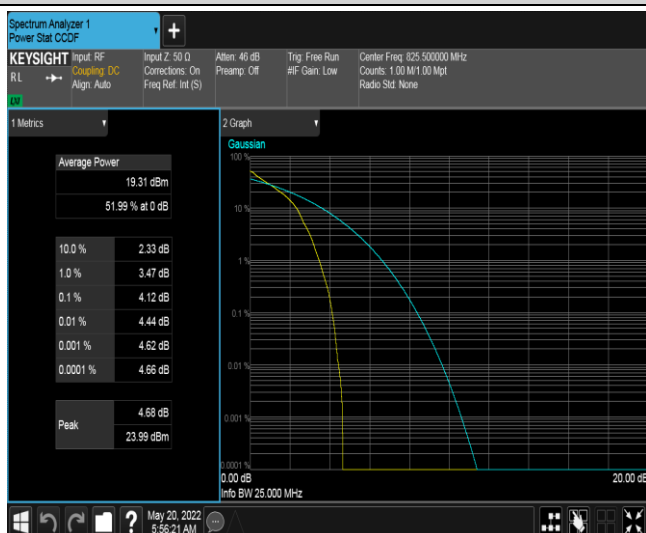 Spectrum Analyzer 1
Power Stat CCDF
KEYSIGHT
RL
Input: RF
Coupling: DC
Align: Auto
Input Z: 50 Ω
Corrections: On
Freq Ref: Int (S)
Atten: 46 dB
Preamp: Off
Trig: Free Run
#IF Gain: Low
Center Freq: 825.500000 MHz
Counts: 1.00 M/1.00 Mpt
Radio Std: None
1 Metrics
Average Power
19.31 dBm
51.99 % at 0 dB
10.0 % 2.33 dB
1.0 % 3.47 dB
0.1 % 4.12 dB
0.01 % 4.44 dB
0.001 % 4.62 dB
0.0001 % 4.66 dB
Peak
4.68 dB
23.99 dBm
2 Graph
Gaussian
100 %
10 %
1 %
0.1 %
0.01 %
0.001 %
0.0001 %
0.00 dB
20.00 dB
Info BW 25.000 MHz
?
May 20, 2022
5:56:21 AM